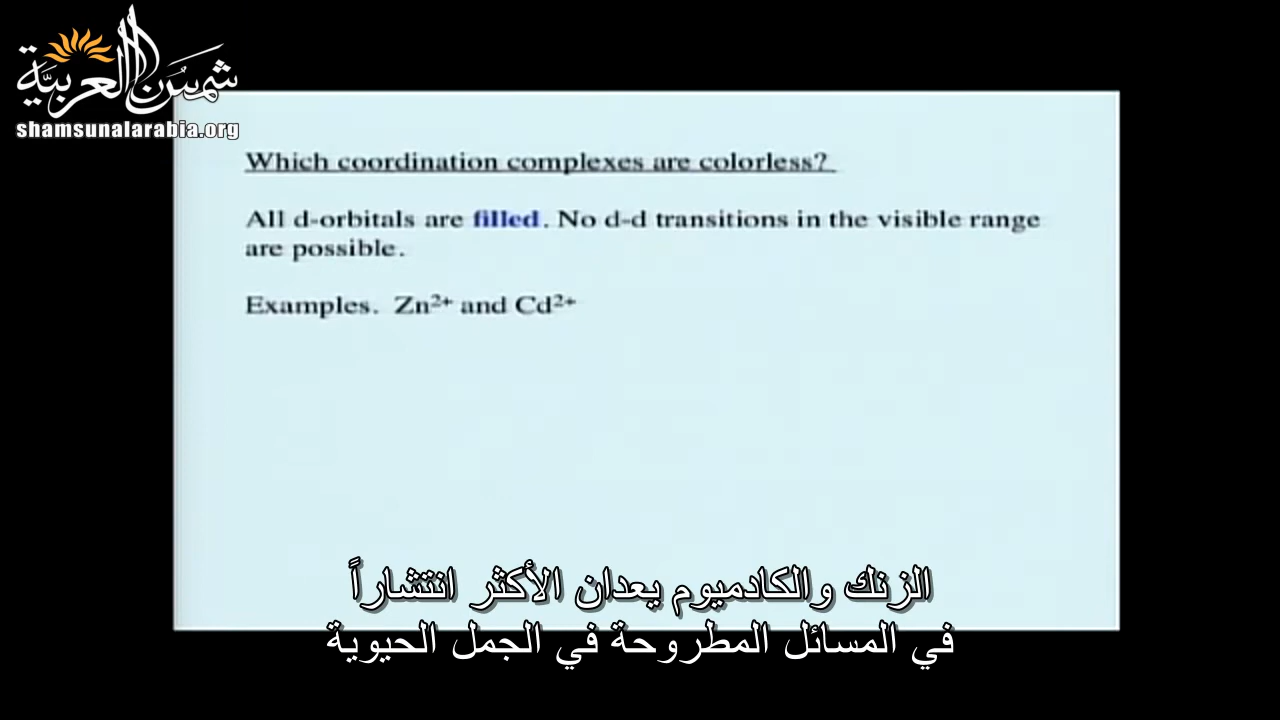 شمس العربية
shamsunalarabia.org
Which coordination complexes are colorless?
All d-orbitals are filled. No d-d transitions in the visible range
are possible.
Examples. Zn²⁺ and Cd²⁺
الزنك والكادميوم يعدان الأكثر انتشاراً
في المسائل المطروحة في الجمل الحيوية